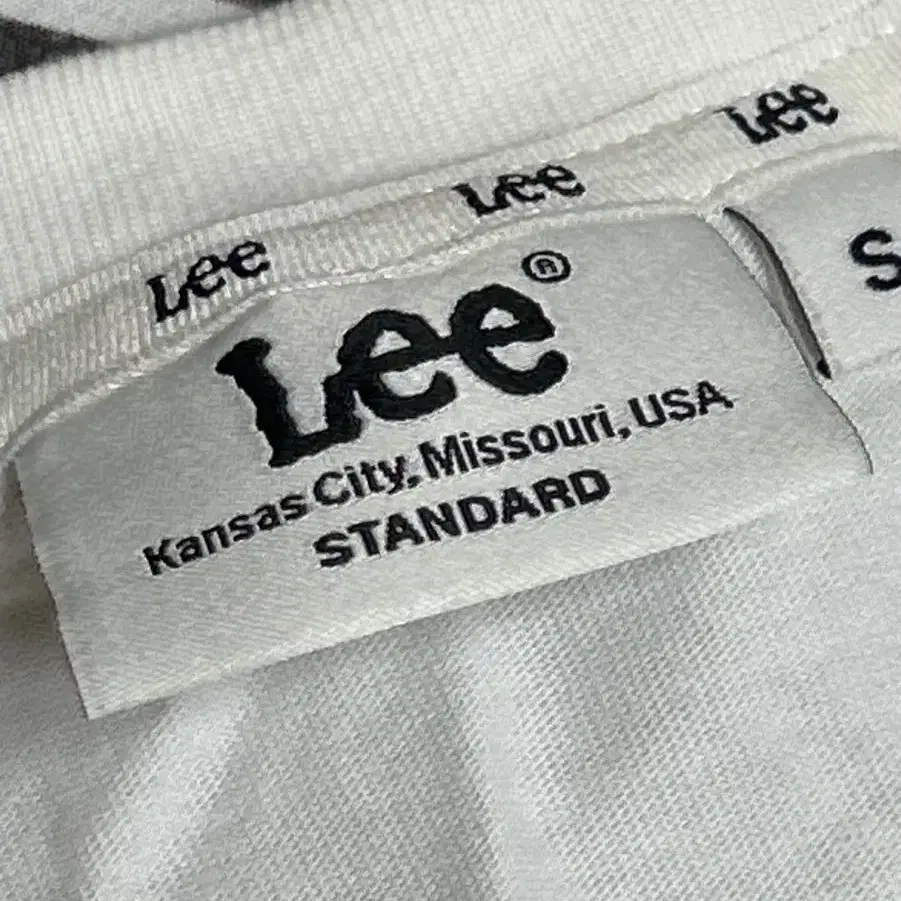 Lee Lee Lee
Lee®
Kansas City, Missouri, USA
STANDARD
S